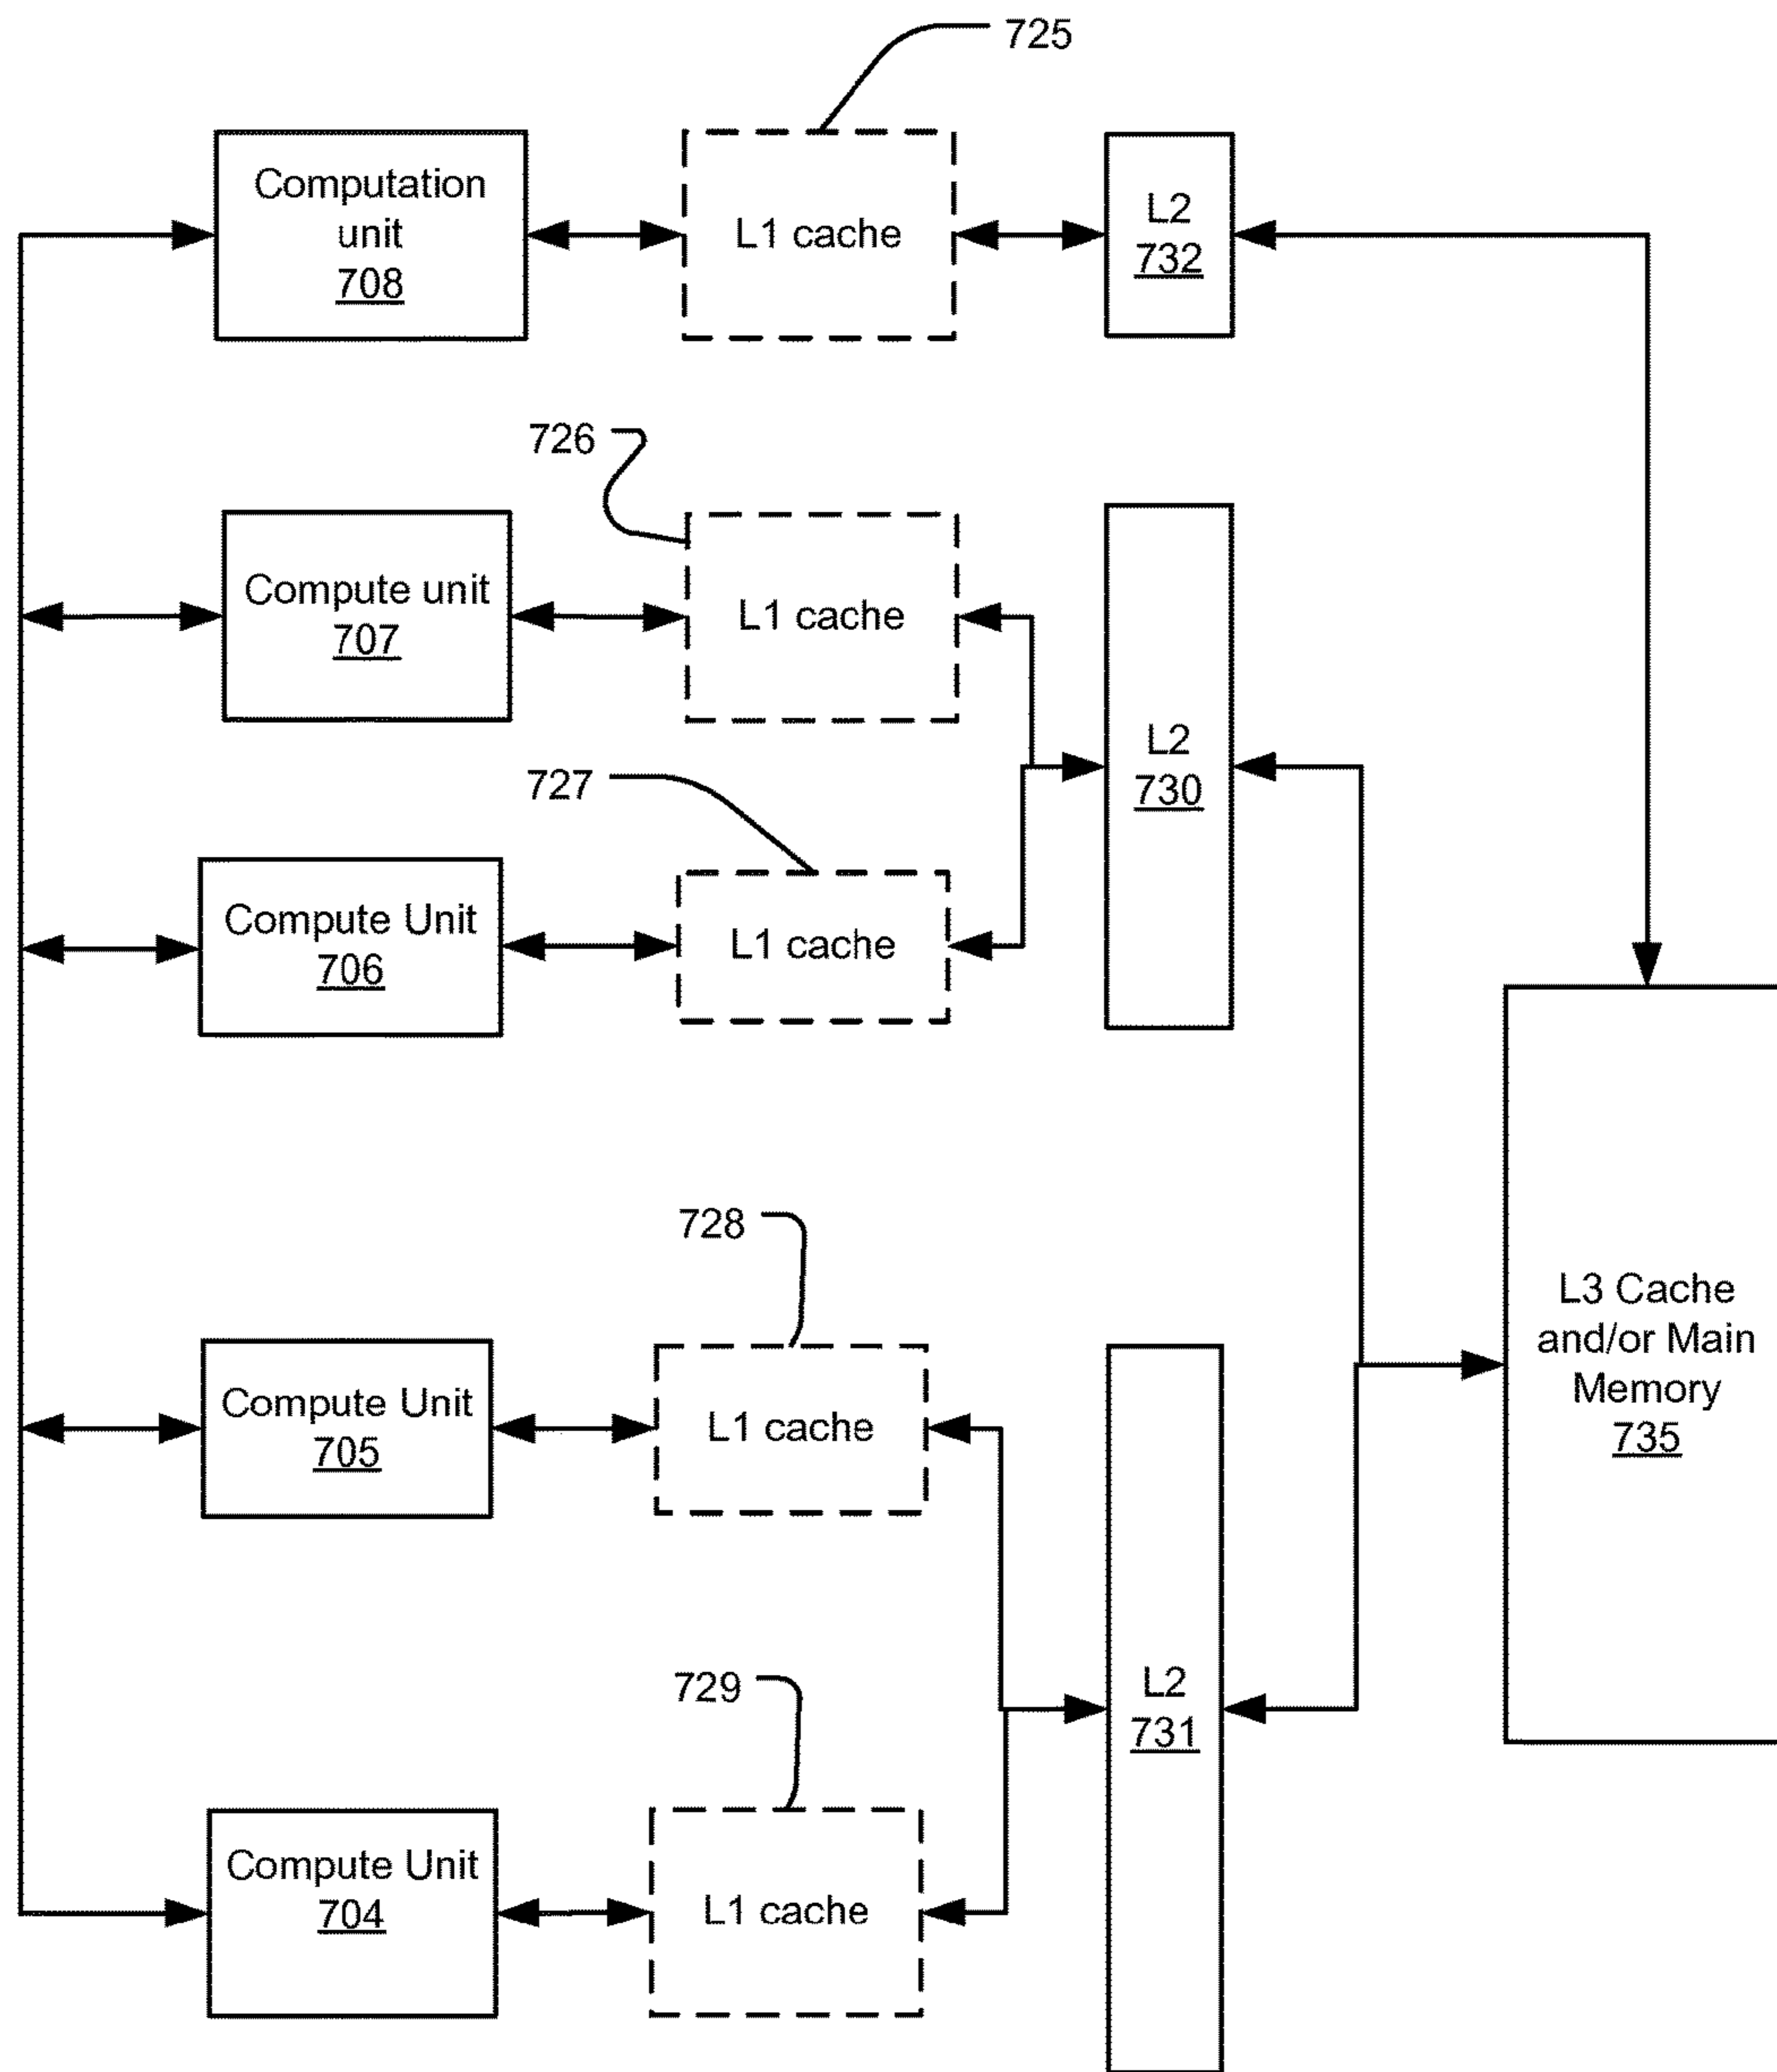 725
Computation
unit
708
L1 cache
L2
732
726
Compute unit
707
L1 cache
L2
730
727
Compute Unit
706
L1 cache
728
Compute Unit
705
L1 cache
L3 Cache
and/or Main
Memory
735
729
L2
731
Compute Unit
704
L1 cache